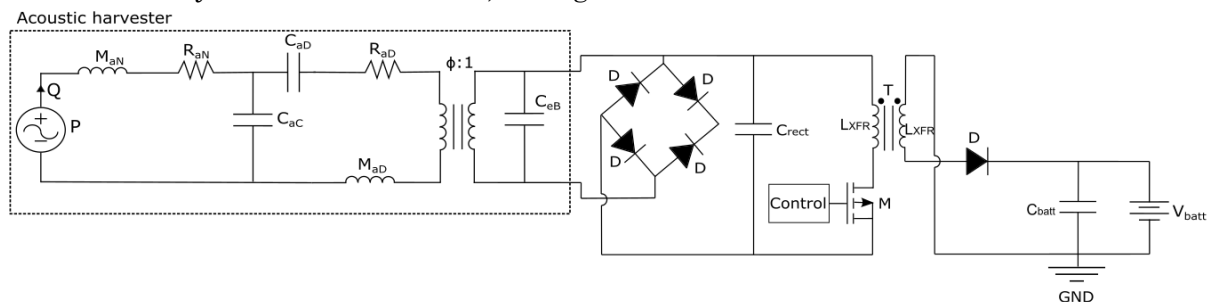 Acoustic harvester
M_aN
R_aN
C_aD
R_aD
ϕ:1
Q
P
C_aC
M_aD
C_eB
D
D
D
D
C_rect
L_XFR
T
L_XFR
Control
M
D
C_batt
V_batt
GND